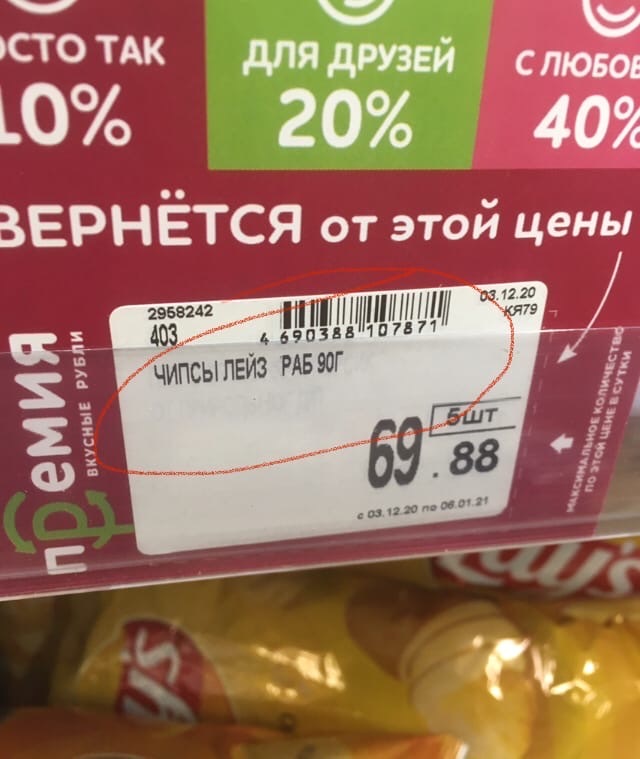 ОСТО ТАК
10%
ДЛЯ ДРУЗЕЙ
20%
С ЛЮБОВ
40%
ВЕРНЁТСЯ от этой цены
премия
ВКУСНЫЕ РУБЛИ
2958242
403
4 690388 107871
03.12.20
КЯ79
ЧИПСЫ ЛЕЙЗ РАБ 90Г
5шт
69.88
с 03.12.20 по 06.01.21
МАКСИМАЛЬНОЕ КОЛИЧЕСТВО
ПО ЭТОЙ ЦЕНЕ В СУТКИ
Lay's
ay's